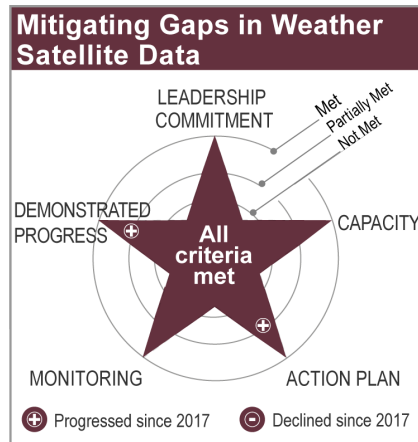 Mitigating Gaps in Weather
Satellite Data
LEADERSHIP
COMMITMENT
Met
Partially Met
Not Met
DEMONSTRATED
PROGRESS
CAPACITY
All
criteria
met
MONITORING
ACTION PLAN
Progressed since 2017
Declined since 2017